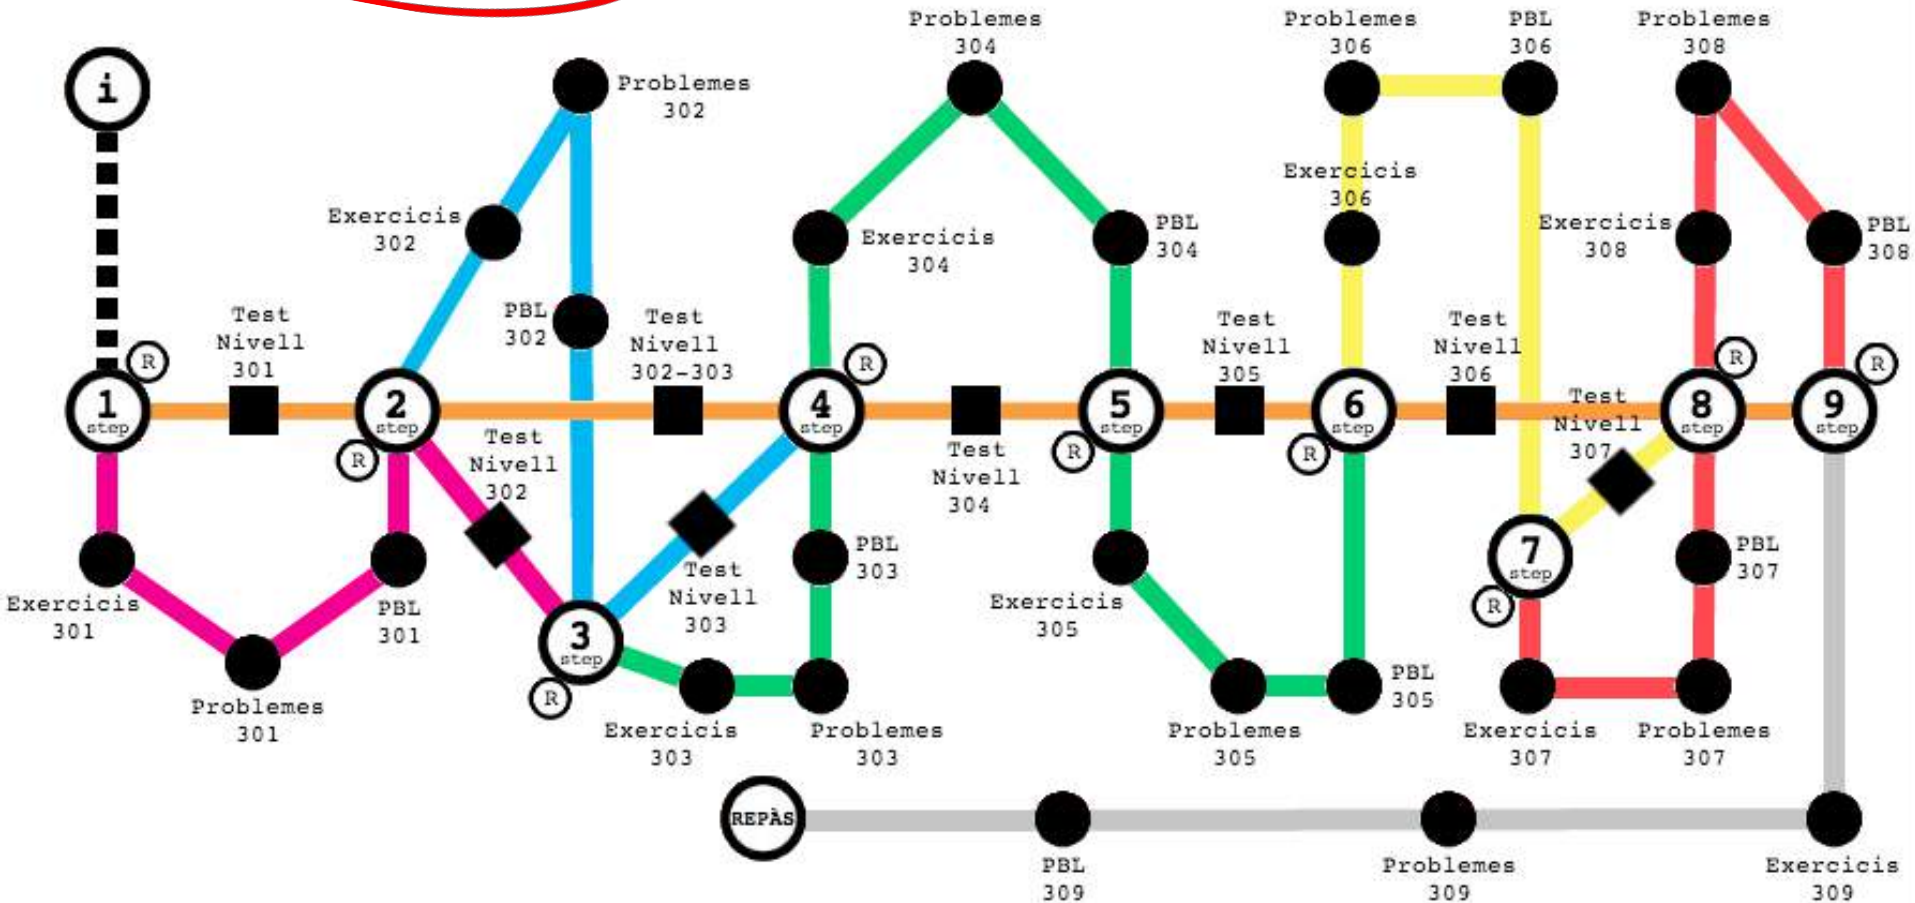 Problemes
304
Problemes
306
PBL
306
Problemes
308
i
Problemes
302
Exercicis
302
Exercicis
304
PBL
304
Exercicis
306
Exercicis
308
PBL
308
Test
Nivell
301
PBL
302
Test
Nivell
302-303
Test
Nivell
305
Test
Nivell
306
R
R
R
R
1
step
2
step
4
step
5
step
6
step
8
step
9
step
R
R
R
Test
Nivell
302
Test
Nivell
304
Test
Nivell
307
Exercicis
301
PBL
301
Problemes
301
Test
Nivell
303
PBL
303
Exercicis
305
7
step
R
PBL
307
3
step
R
Exercicis
303
Problemes
303
Problemes
305
PBL
305
Exercicis
307
Problemes
307
REPÀS
PBL
309
Problemes
309
Exercicis
309